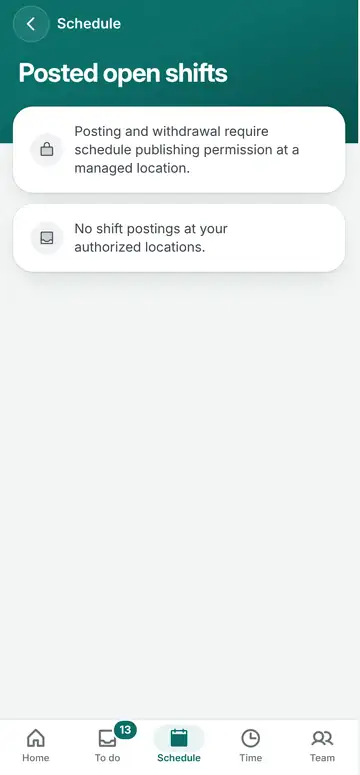 Schedule
Posted open shifts
Posting and withdrawal require
schedule publishing permission at a
managed location.
No shift postings at your
authorized locations.
13
Home
To do
Schedule
Time
Team